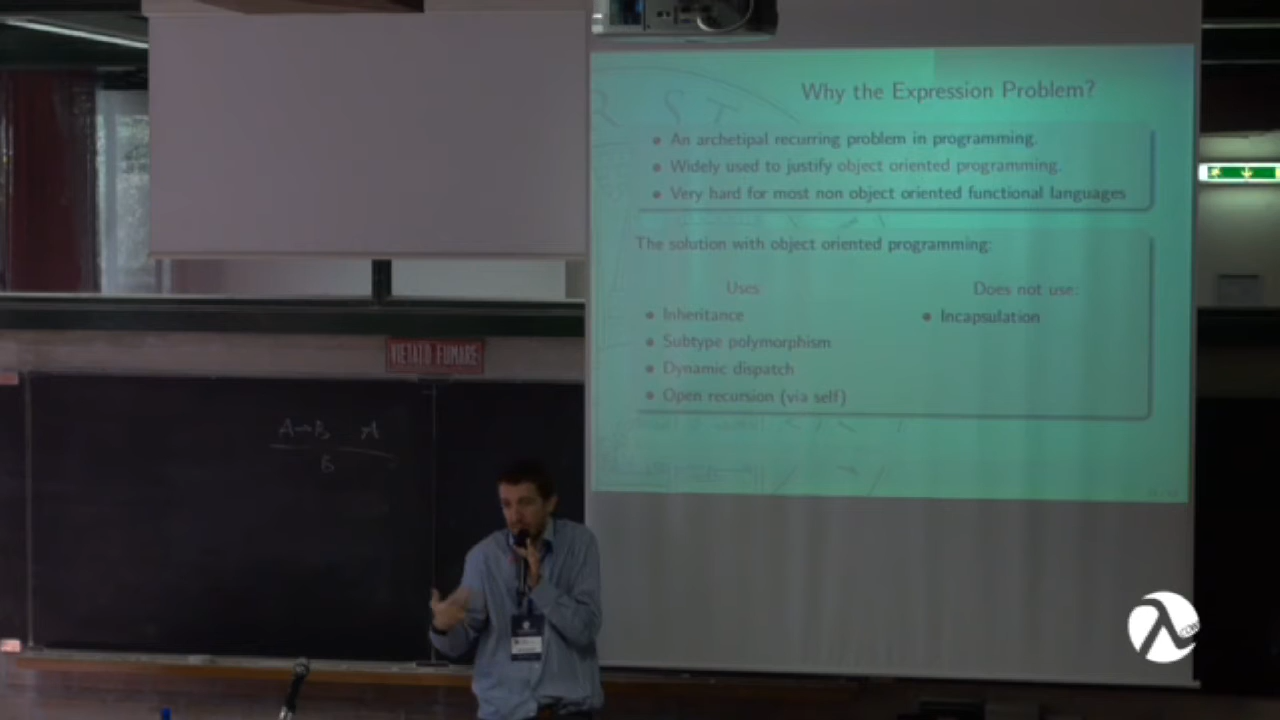 Why the Expression Problem?
An archetipal recurring problem in programming.
Widely used to justify object oriented programming.
Very hard for most non object oriented functional languages
The solution with object oriented programming:
Uses
Inheritance
Subtype polymorphism
Dynamic dispatch
Open recursion (via self)
Does not use:
Incapsulation
VIETATO FUMARE
A→B A
B
λ